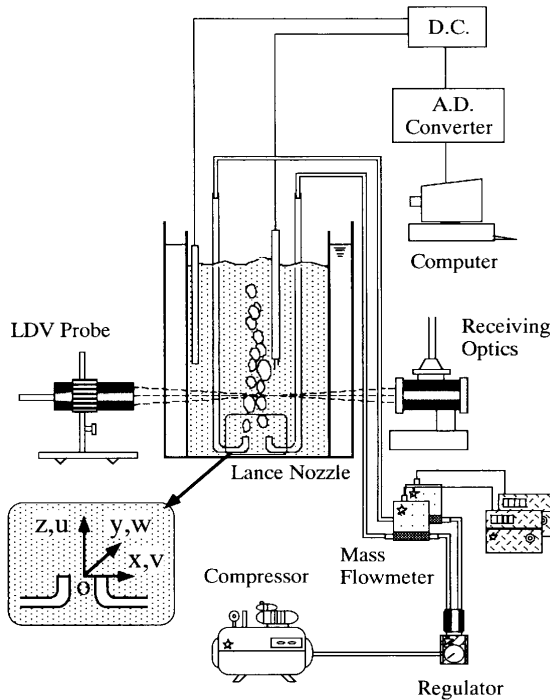 D.C.
A.D.
Converter
Computer
LDV Probe
Receiving
Optics
Lance Nozzle
z,u
y,w
x,v
O
Mass
Flowmeter
Compressor
Regulator